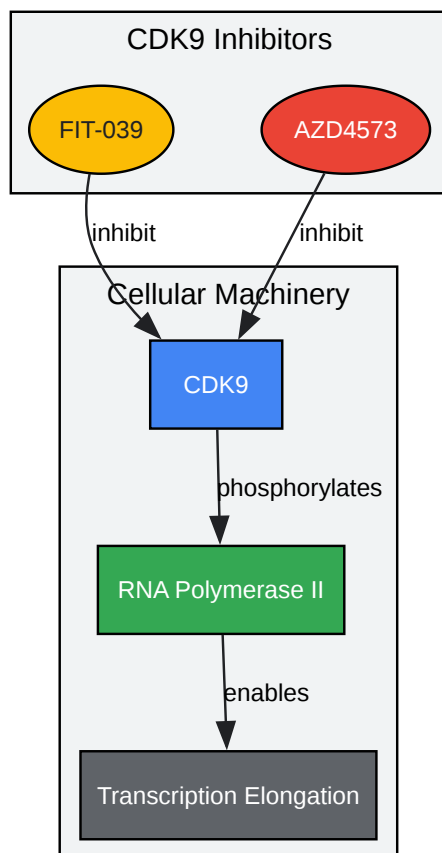 CDK9 Inhibitors
FIT-039
AZD4573
inhibit
inhibit
Cellular Machinery
CDK9
phosphorylates
RNA Polymerase II
enables
Transcription Elongation